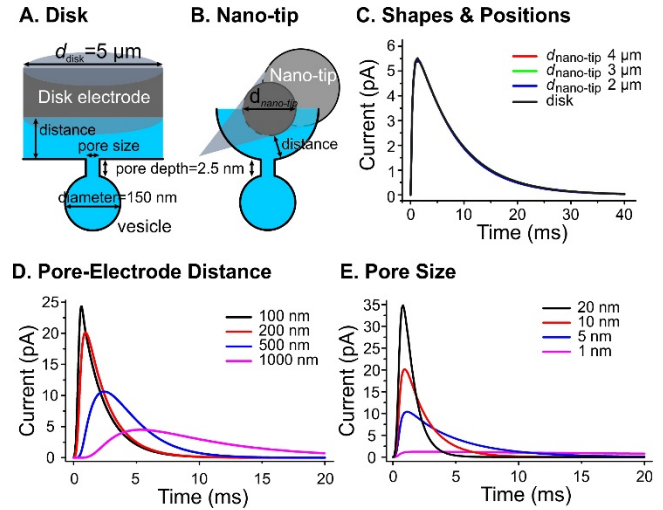 A. Disk
d disk=5 µm
Disk electrode
distance
pore size
pore depth=2.5 nm
diameter=150 nm
vesicle
B. Nano-tip
Nano-tip
d nano-tip
distance
C. Shapes & Positions
Current (pA)
6
5
4
3
2
1
0
d nano-tip 4 µm
d nano-tip 3 µm
d nano-tip 2 µm
disk
0 10 20 30 40
Time (ms)
D. Pore-Electrode Distance
Current (pA)
25
20
15
10
5
0
100 nm
200 nm
500 nm
1000 nm
0 5 10 15 20
Time (ms)
E. Pore Size
Current (pA)
35
30
25
20
15
10
5
0
20 nm
10 nm
5 nm
1 nm
0 5 10 15 20
Time (ms)